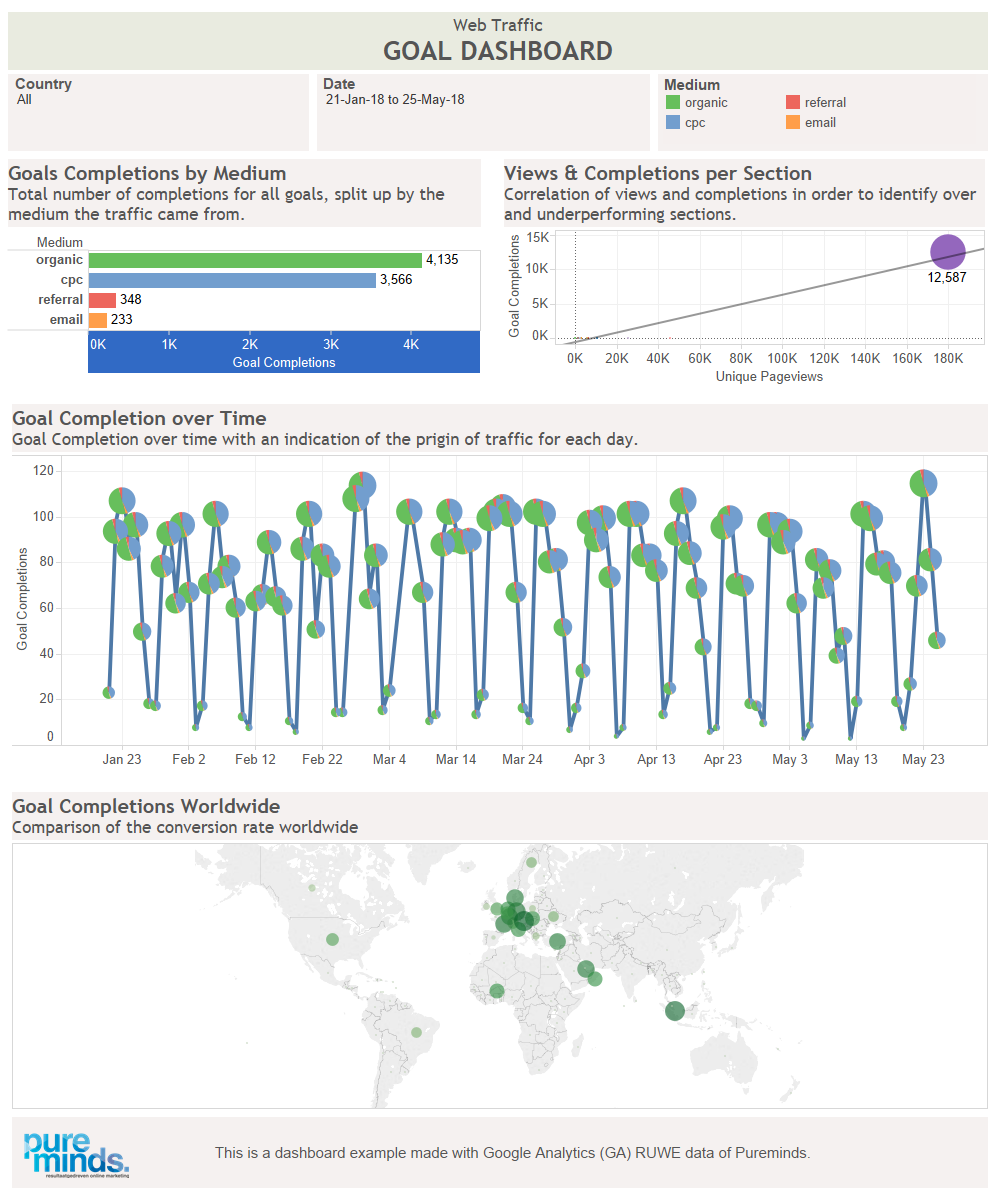 Web Traffic
GOAL DASHBOARD
Country
All
Date
21-Jan-18 to 25-May-18
Medium
organic
referral
cpc
email
Goals Completions by Medium
Total number of completions for all goals, split up by the
medium the traffic came from.
Medium
organic
4,135
cpc
3,566
referral
348
email
233
0K 1K 2K 3K 4K
Goal Completions
Views & Completions per Section
Correlation of views and completions in order to identify over
and underperforming sections.
Goal Completions
15K
10K
5K
0K
12,587
0K 20K 40K 60K 80K 100K 120K 140K 160K 180K
Unique Pageviews
Goal Completion over Time
Goal Completion over time with an indication of the prigin of traffic for each day.
Goal Completions
120
100
80
60
40
20
0
Jan 23 Feb 2 Feb 12 Feb 22 Mar 4 Mar 14 Mar 24 Apr 3 Apr 13 Apr 23 May 3 May 13 May 23
Goal Completions Worldwide
Comparison of the conversion rate worldwide
pure
minds.
resultaatgedreven online marketing
This is a dashboard example made with Google Analytics (GA) RUWE data of Pureminds.